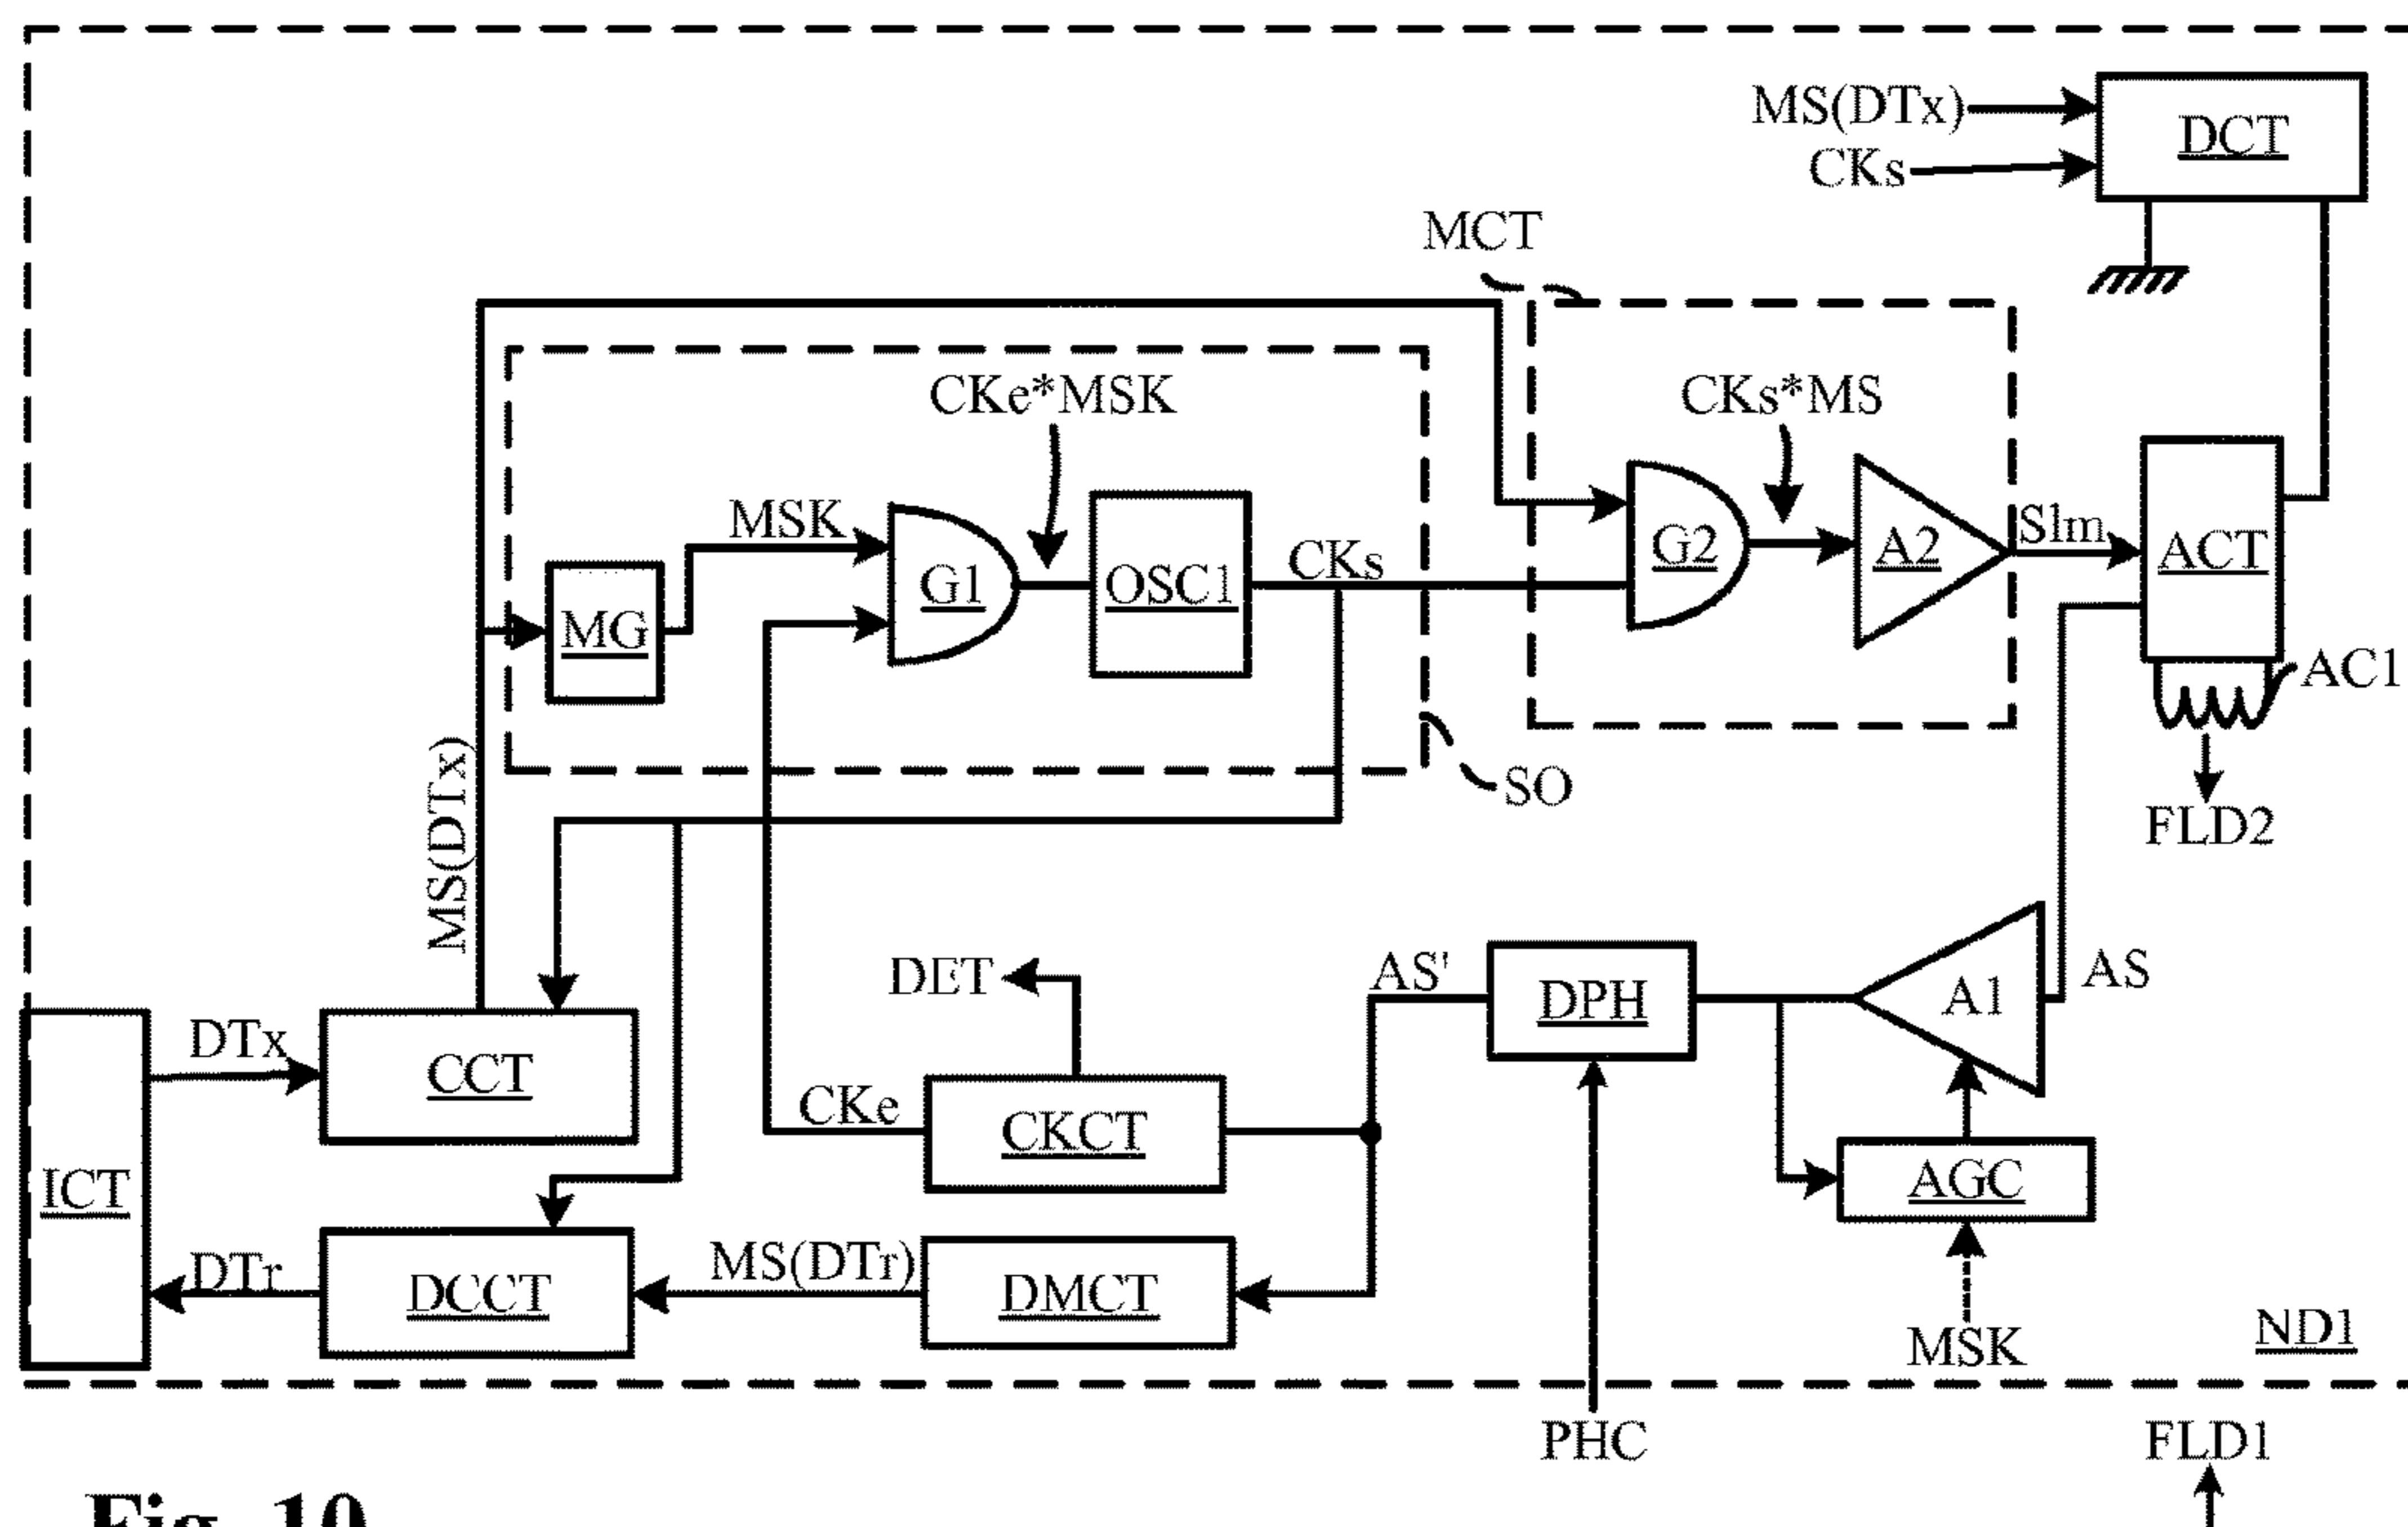 MS(DTx)
DCT
CKs
MCT
CKe*MSK
CKs*MS
MSK
G1
OSC1
CKs
G2
A2
Slm
ACT
MG
AC1
SO
FLD2
MS(DTx)
DET
AS'
DPH
A1
AS
DTx
CCT
CKe
CKCT
ICT
AGC
DTr
DCCT
MS(DTr)
DMCT
MSK
ND1
PHC
FLD1
Fig. 10